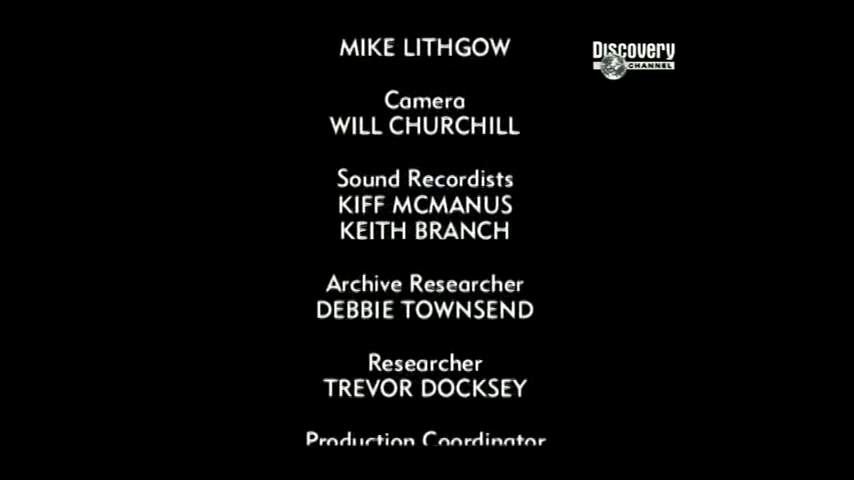 MIKE LITHGOW
Discovery
CHANNEL
Camera
WILL CHURCHILL
Sound Recordists
KIFF MCMANUS
KEITH BRANCH
Archive Researcher
DEBBIE TOWNSEND
Researcher
TREVOR DOCKSEY
Production Coordinator